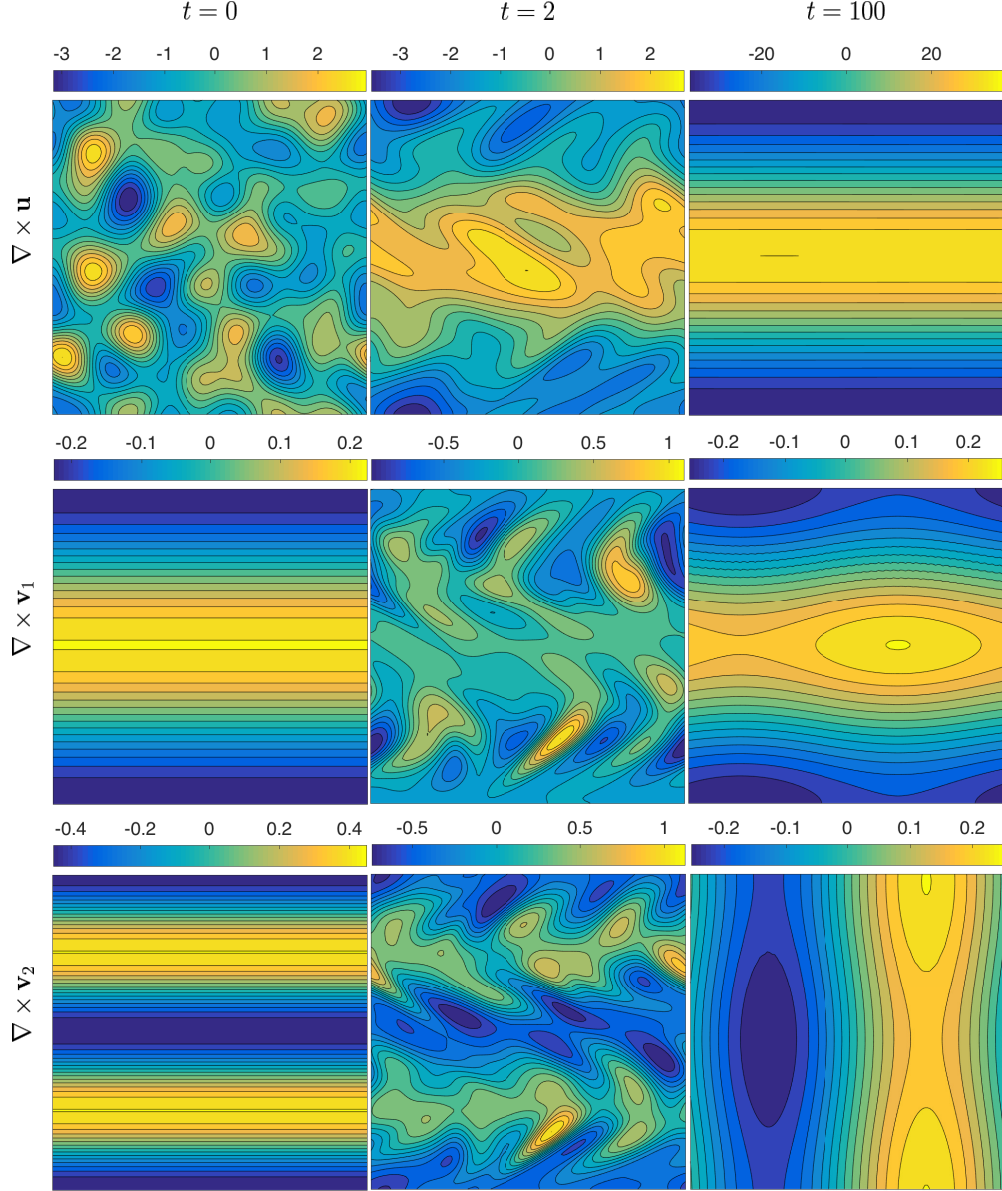 t = 0 t = 2 t = 100
-3 -2 -1 0 1 2 -3 -2 -1 0 1 2 -20 0 20
∇ × u
-0.2 -0.1 0 0.1 0.2 -0.5 0 0.5 1 -0.2 -0.1 0 0.1 0.2
∇ × v₁
-0.4 -0.2 0 0.2 0.4 -0.5 0 0.5 1 -0.2 -0.1 0 0.1 0.2
∇ × v₂